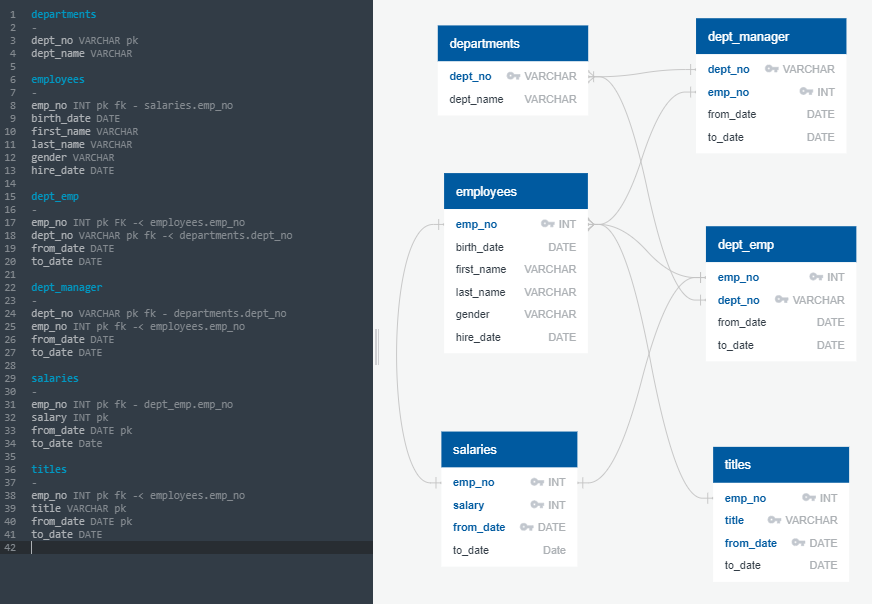 1 departments
2 -
3 dept_no VARCHAR pk
4 dept_name VARCHAR
5
6 employees
7 -
8 emp_no INT pk fk - salaries.emp_no
9 birth_date DATE
10 first_name VARCHAR
11 last_name VARCHAR
12 gender VARCHAR
13 hire_date DATE
14
15 dept_emp
16 -
17 emp_no INT pk FK -< employees.emp_no
18 dept_no VARCHAR pk fk -< departments.dept_no
19 from_date DATE
20 to_date DATE
21
22 dept_manager
23 -
24 dept_no VARCHAR pk fk - departments.dept_no
25 emp_no INT pk fk -< employees.emp_no
26 from_date DATE
27 to_date DATE
28
29 salaries
30 -
31 emp_no INT pk fk - dept_emp.emp_no
32 salary INT pk
33 from_date DATE pk
34 to_date Date
35
36 titles
37 -
38 emp_no INT pk fk -< employees.emp_no
39 title VARCHAR pk
40 from_date DATE pk
41 to_date DATE
42
departments
dept_no VARCHAR
dept_name VARCHAR
dept_manager
dept_no VARCHAR
emp_no INT
from_date DATE
to_date DATE
employees
emp_no INT
birth_date DATE
first_name VARCHAR
last_name VARCHAR
gender VARCHAR
hire_date DATE
dept_emp
emp_no INT
dept_no VARCHAR
from_date DATE
to_date DATE
salaries
emp_no INT
salary INT
from_date DATE
to_date Date
titles
emp_no INT
title VARCHAR
from_date DATE
to_date DATE